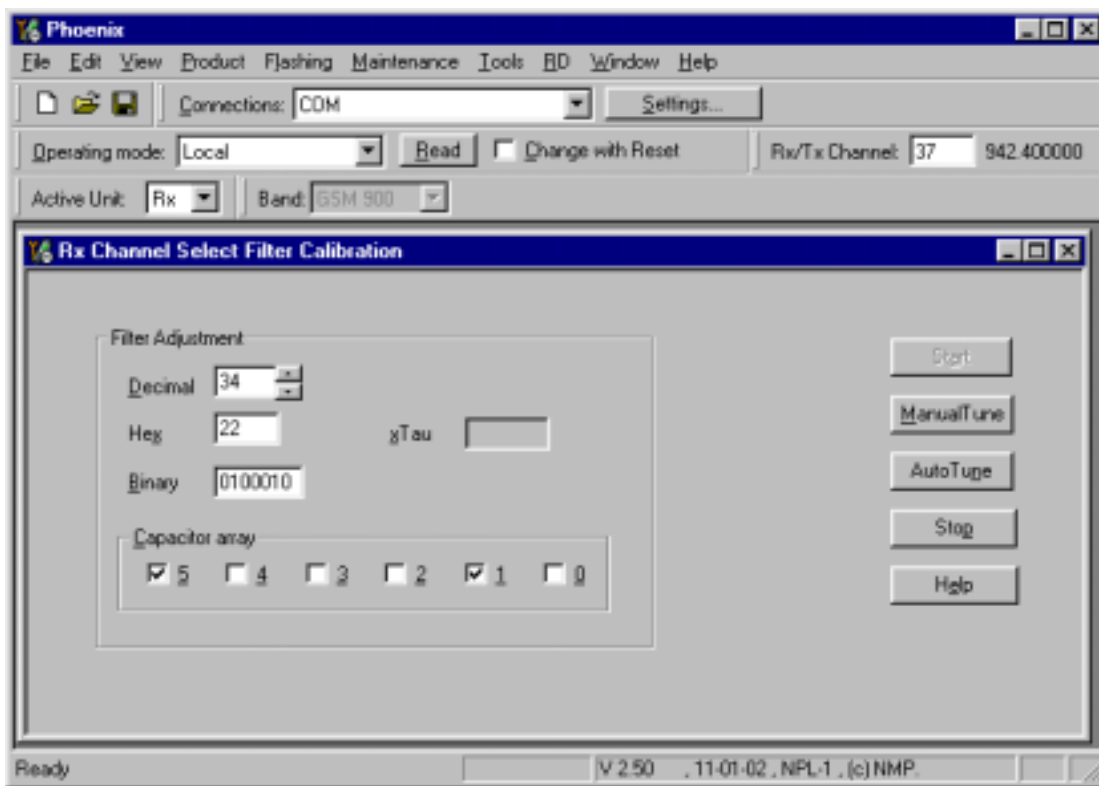 Phoenix
File Edit View Product Flashing Maintenance Tools RD Window Help
Connections: COM Settings...
Operating mode: Local Read Change with Reset Rx/Tx Channel: 37 942.400000
Active Unit: Rx Band: GSM 900
Rx Channel Select Filter Calibration
Filter Adjustment
Start
Decimal 34
ManualTune
Hex 22 xTau
AutoTune
Binary 0100010
Stop
Capacitor array
5 4 3 2 1 0
Help
Ready V 2.50 , 11-01-02 , NPL-1 , (c) NMP.